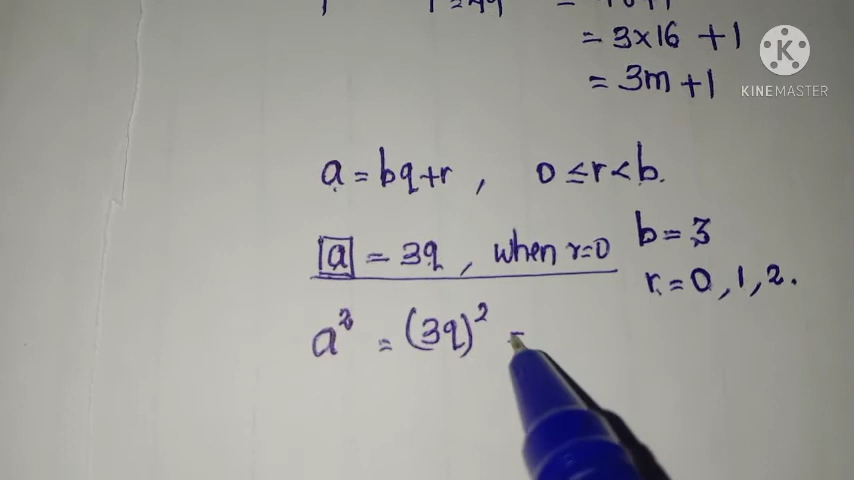 = 3×16 + 1
= 3m + 1
KINEMASTER
a = bq+r , 0 ≤ r < b.
a = 3q , when r=0
b = 3
r = 0, 1, 2.
a² = (3q)² =